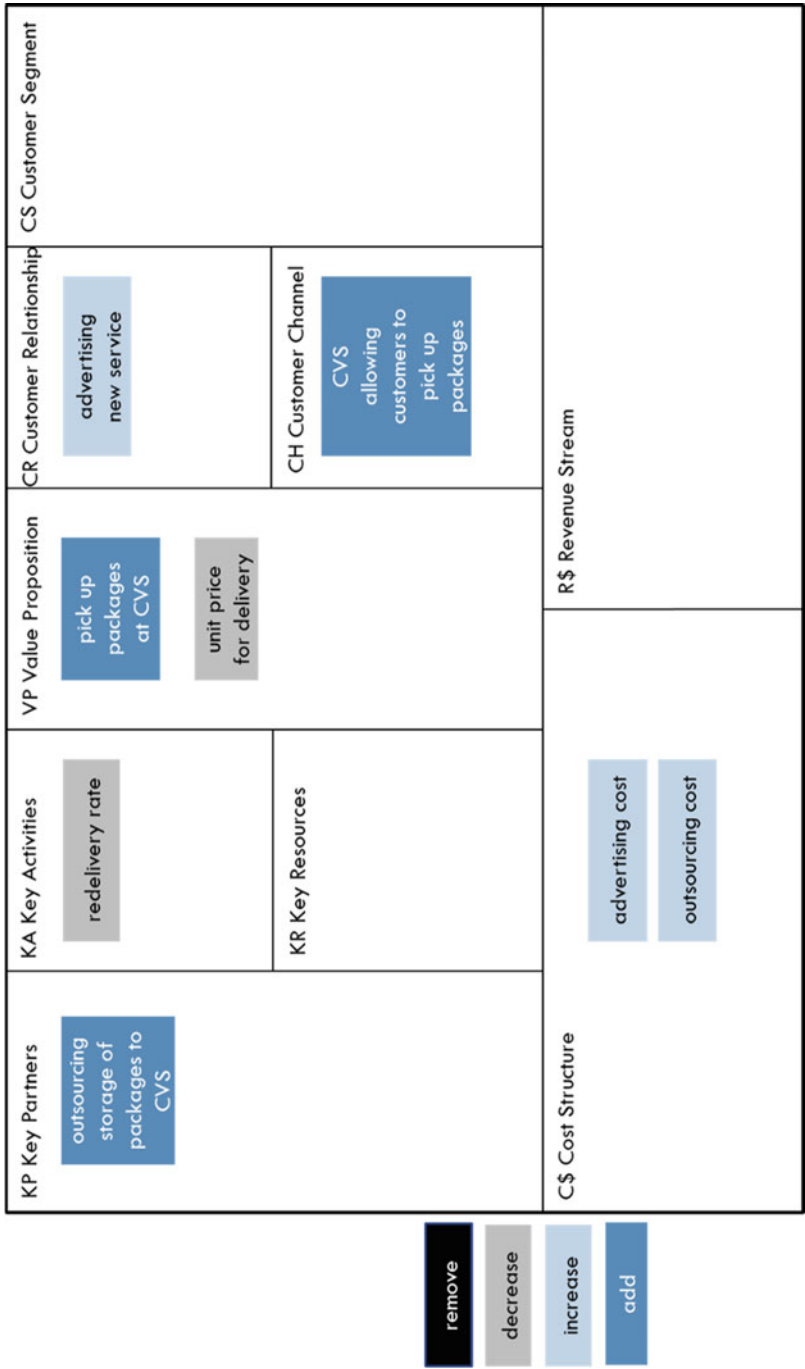 KP Key Partners
outsourcing
storage of
packages to
CVS
KA Key Activities
redelivery rate
KR Key Resources
VP Value Proposition
pick up
packages
at CVS
unit price
for delivery
CR Customer Relationship
advertising
new service
CH Customer Channel
CVS
allowing
customers to
pick up
packages
CS Customer Segment
C$ Cost Structure
advertising cost
outsourcing cost
R$ Revenue Stream
remove
decrease
increase
add